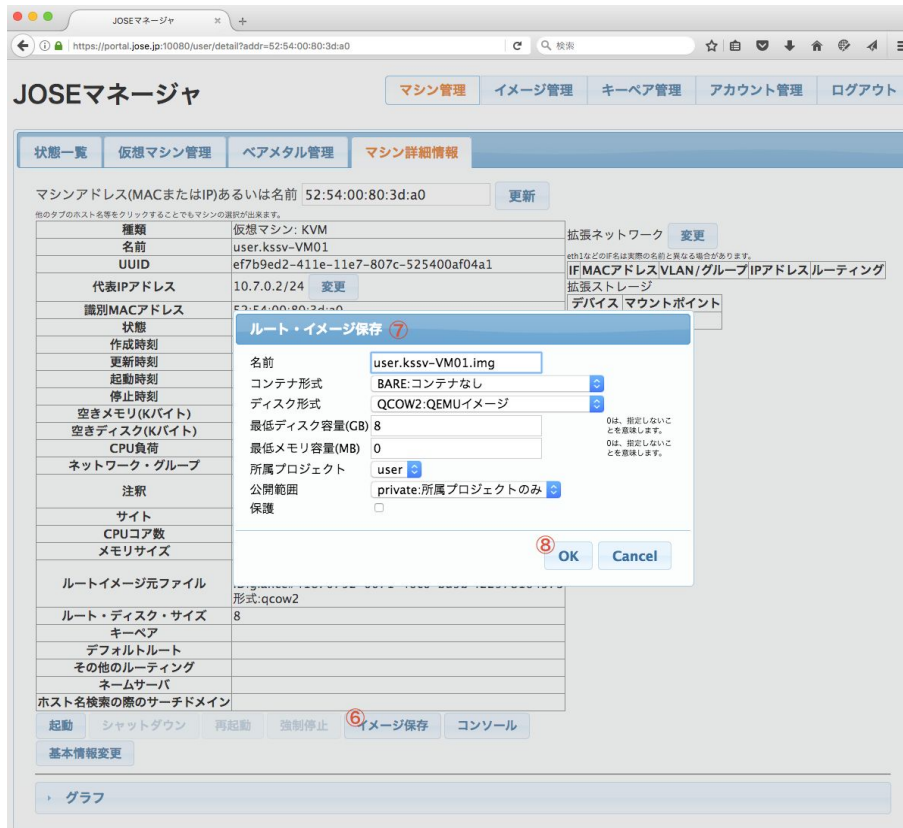 JOSEマネージャ
https://portal.jose.jp:10080/user/detail?addr=52:54:00:80:3d:a0
検索
JOSEマネージャ
マシン管理 イメージ管理 キーペア管理 アカウント管理 ログアウト
状態一覧 仮想マシン管理 ベアメタル管理 マシン詳細情報
マシンアドレス(MACまたはIP)あるいは名前 52:54:00:80:3d:a0 更新
他のタブのホスト名等をクリックすることでもマシンの選択が出来ます。
種類 仮想マシン: KVM
名前 user.kssv-VM01
UUID ef7b9ed2-411e-11e7-807c-525400af04a1
代表IPアドレス 10.7.0.2/24 変更
識別MACアドレス 52:54:00:80:3d:a0
状態
作成時刻
更新時刻
起動時刻
停止時刻
空きメモリ(Kバイト)
空きディスク(Kバイト)
CPU負荷
ネットワーク・グループ
注釈
サイト
CPUコア数
メモリサイズ
ルートイメージ元ファイル
形式:qcow2
ルート・ディスク・サイズ 8
キーペア
デフォルトルート
その他のルーティング
ネームサーバ
ホスト名検索の際のサーチドメイン
拡張ネットワーク 変更
eth1などのIF名は実際の名前と異なる場合があります。
IF MACアドレス VLAN/グループ IPアドレス ルーティング
拡張ストレージ
デバイス マウントポイント
ルート・イメージ保存 ⑦
名前 user.kssv-VM01.img
コンテナ形式 BARE:コンテナなし
ディスク形式 QCOW2:QEMUイメージ
最低ディスク容量(GB) 8
0は、指定しないこ
とを意味します。
最低メモリ容量(MB) 0
0は、指定しないこ
とを意味します。
所属プロジェクト user
公開範囲 private:所属プロジェクトのみ
保護
⑧ OK Cancel
起動 シャットダウン 再起動 強制停止 ⑥ イメージ保存 コンソール
基本情報変更
グラフ